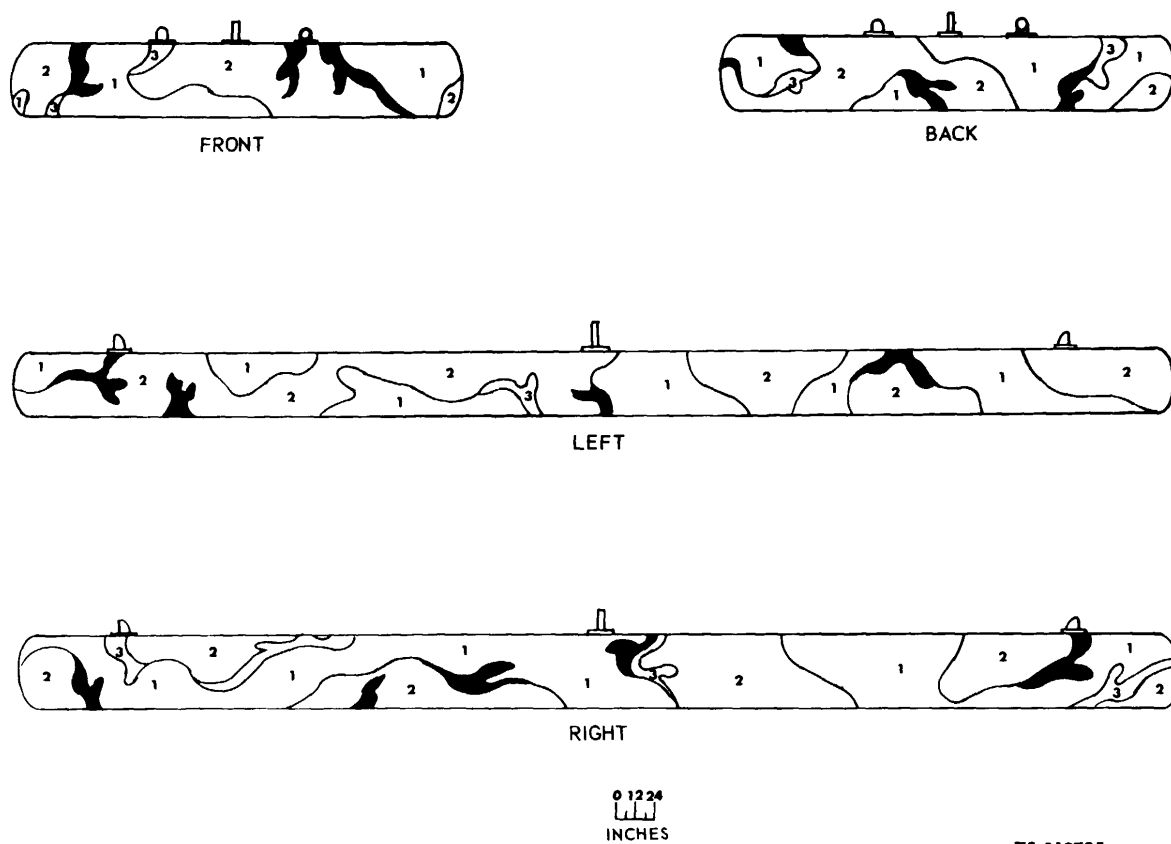 2 3 2 1
1 1
1 3 2
FRONT
3
1 2 1 1
3 2 2
1
BACK
1 1 2 2
2 1 2
2 1 3 1 2
LEFT
3 2 1 2 1
2 1 1 2 1 3 2 1 3 2
RIGHT
0 12 24
INCHES